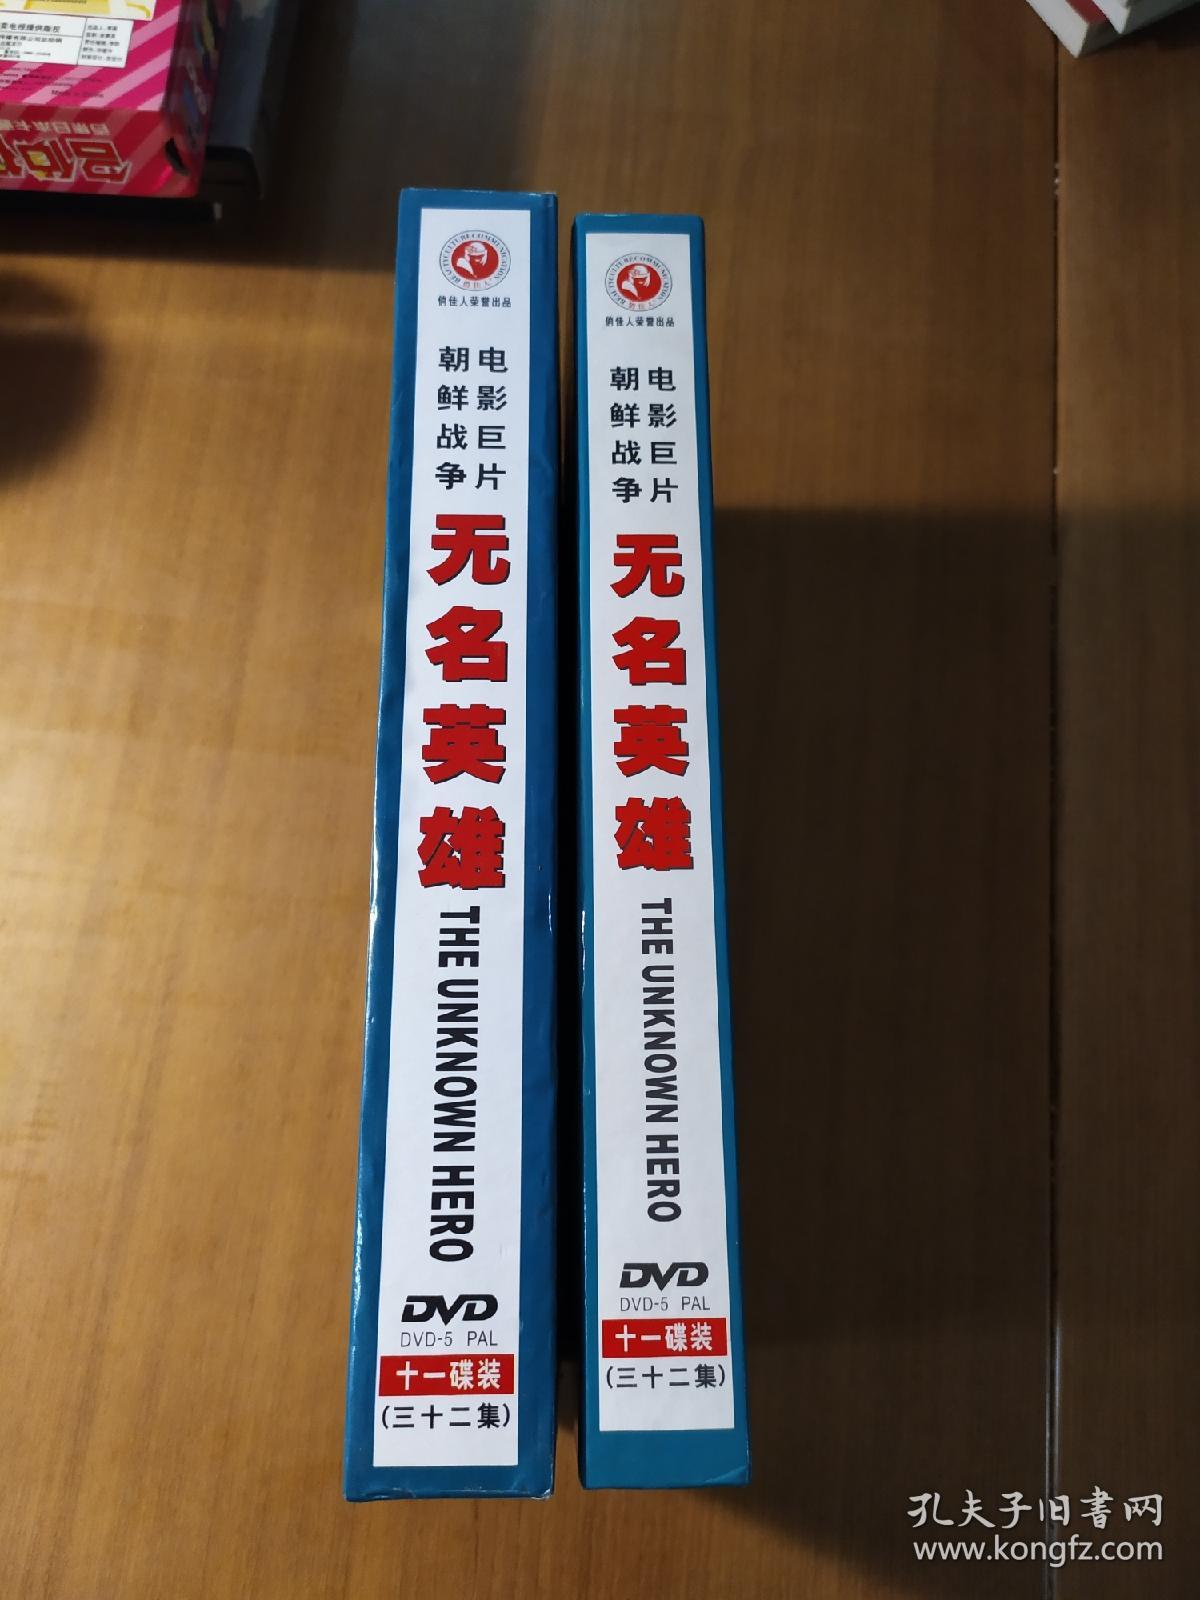 俏佳人荣誉出品
电影巨片
朝鲜战争
无名英雄
THE UNKNOWN HERO
DVD
DVD-5 PAL
十一碟装
(三十二集)
俏佳人荣誉出品
电影巨片
朝鲜战争
无名英雄
THE UNKNOWN HERO
DVD
DVD-5 PAL
十一碟装
(三十二集)
孔夫子旧书网
www.kongfz.com